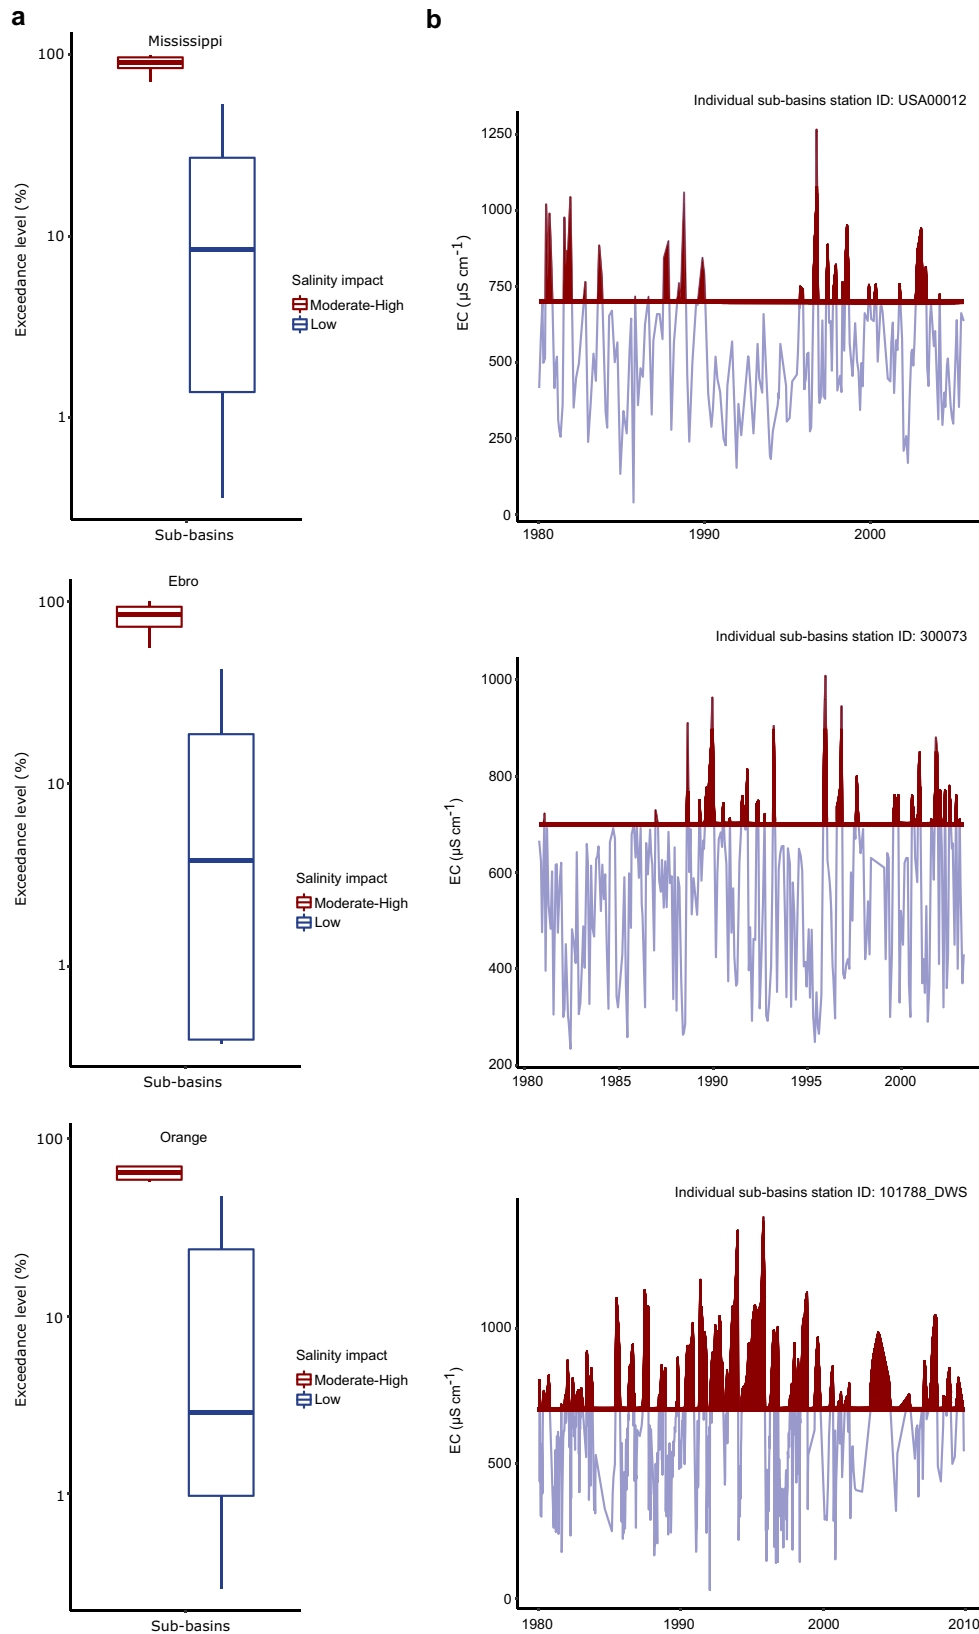 a
Mississippi
100
10
1
Exceedance level (%)
Sub-basins
Salinity impact
Moderate-High
Low
b
Individual sub-basins station ID: USA00012
1250
1000
750
500
250
0
EC (µS cm-1)
1980
1990
2000
Ebro
100
10
1
Exceedance level (%)
Sub-basins
Salinity impact
Moderate-High
Low
Individual sub-basins station ID: 300073
1000
800
600
400
200
EC (µS cm-1)
1980
1985
1990
1995
2000
Orange
100
10
1
Exceedance level (%)
Sub-basins
Salinity impact
Moderate-High
Low
Individual sub-basins station ID: 101788_DWS
1000
500
0
EC (µS cm-1)
1980
1990
2000
2010